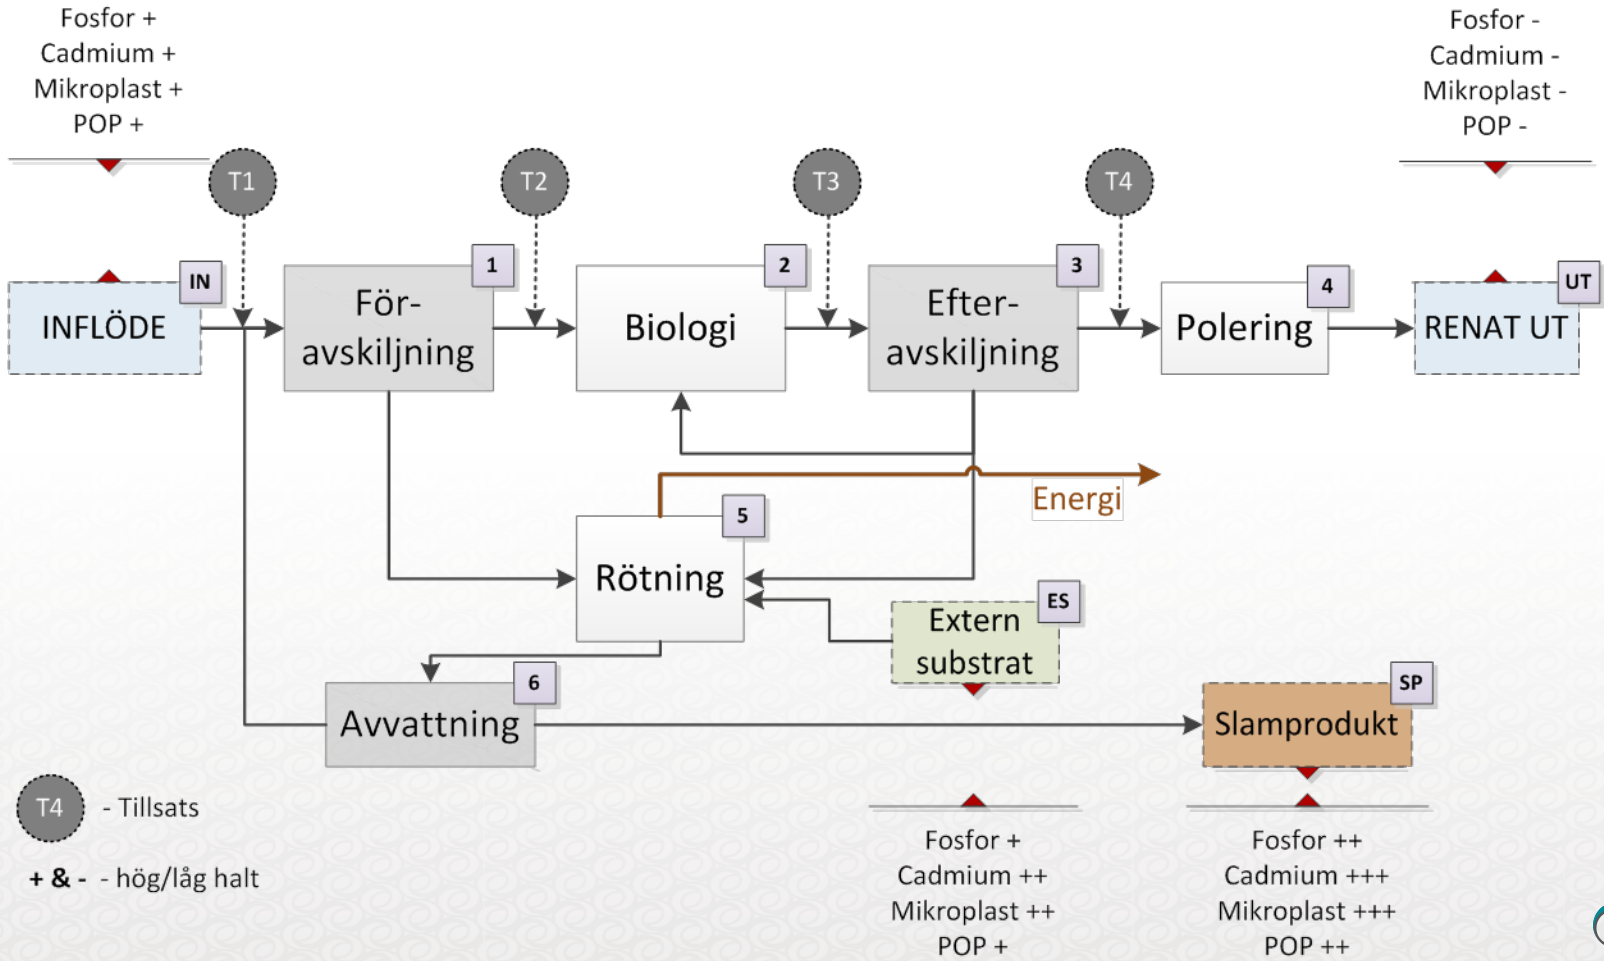 Fosfor +
Cadmium +
Mikroplast +
POP +
Fosfor -
Cadmium -
Mikroplast -
POP -
T1
T2
T3
T4
IN
INFLÖDE
1
För-
avskiljning
2
Biologi
3
Efter-
avskiljning
4
Polering
UT
RENAT UT
Energi
5
Rötning
ES
Extern
substrat
6
Avvattning
SP
Slamprodukt
T4 - Tillsats
+ & - - hög/låg halt
Fosfor +
Cadmium ++
Mikroplast ++
POP +
Fosfor ++
Cadmium +++
Mikroplast +++
POP ++